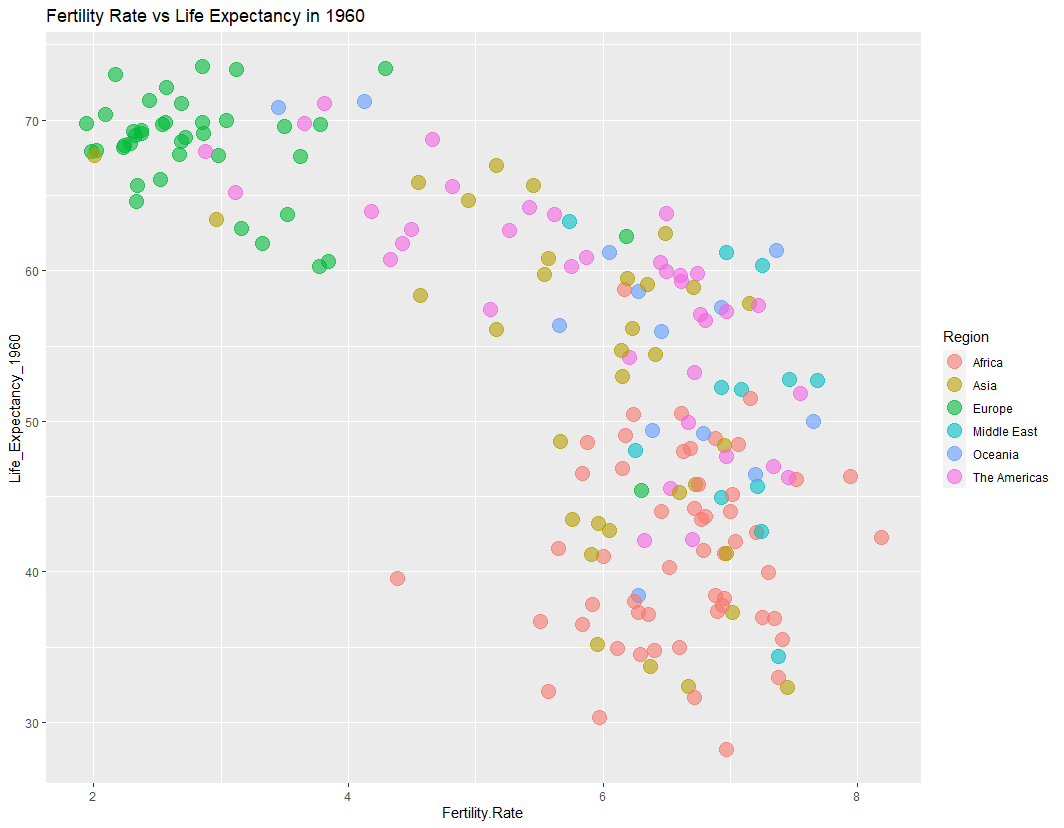 Fertility Rate vs Life Expectancy in 1960
Life_Expectancy_1960
70
60
50
40
30
2
4
6
8
Fertility.Rate
Region
Africa
Asia
Europe
Middle East
Oceania
The Americas